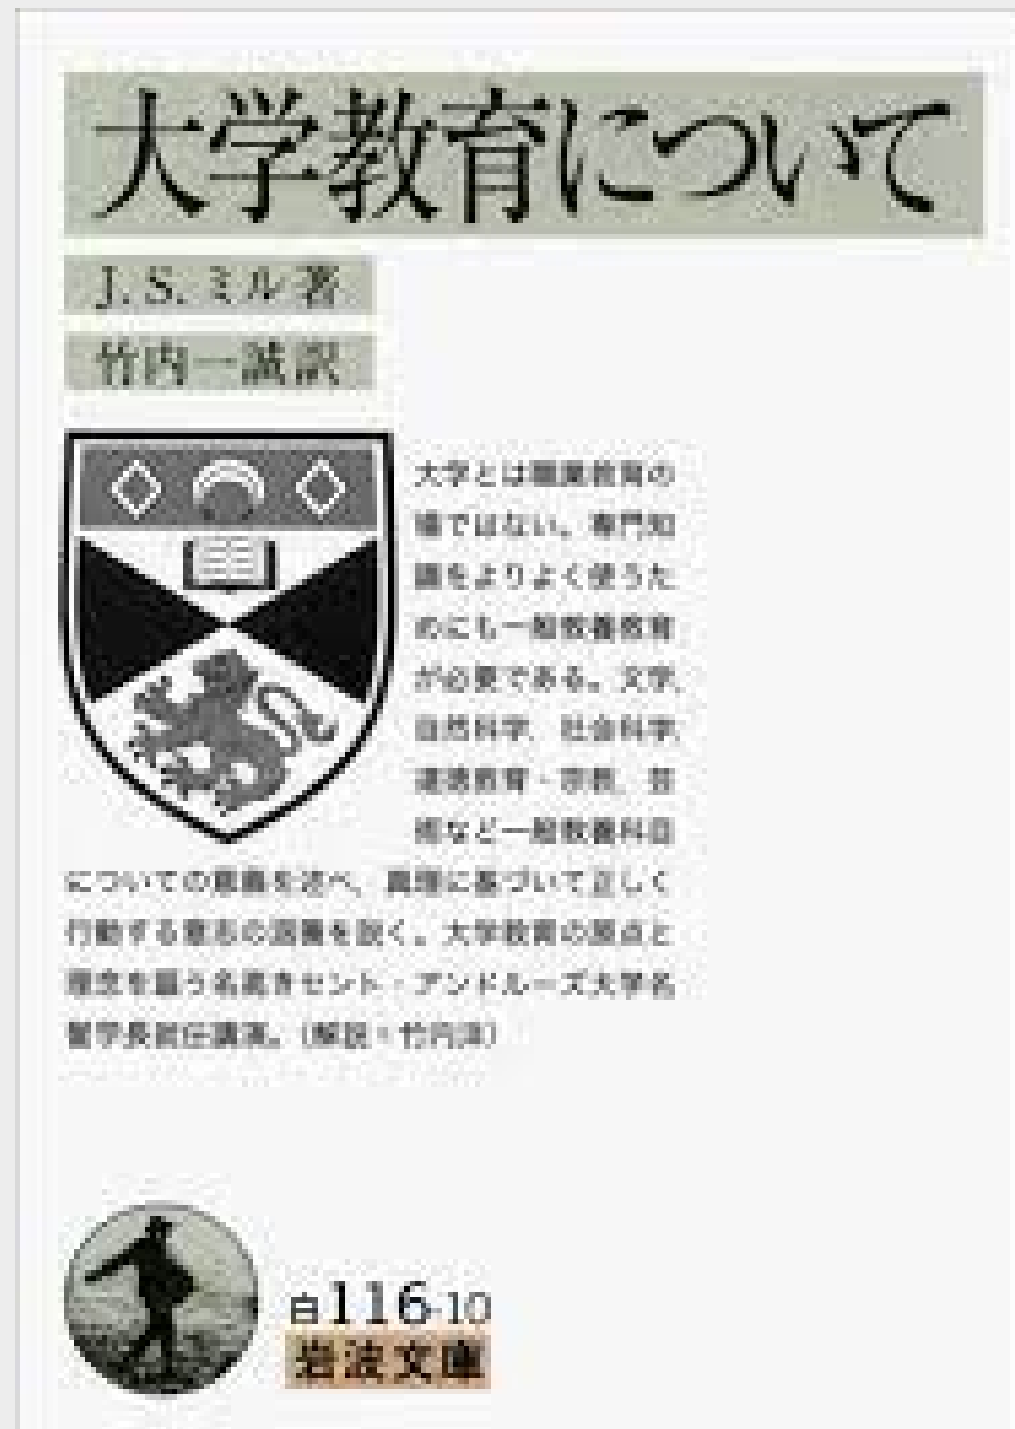 大学教育について
J. S. ミル 著
竹内一誠 訳
大学とは職業教育の
場ではない。専門知
識をよりよく使うた
めにも一般教養教育
が必要である。文学,
自然科学, 社会科学,
道徳教育・宗教, 芸
術など一般教養科目
についての意義を述べ, 真理に基づいて正しく
行動する意志の涵養を説く。大学教育の原点と
理念を謳う名高きセント・アンドルーズ大学名
誉学長就任講演。(解説=竹内洋)
白116-10
岩波文庫